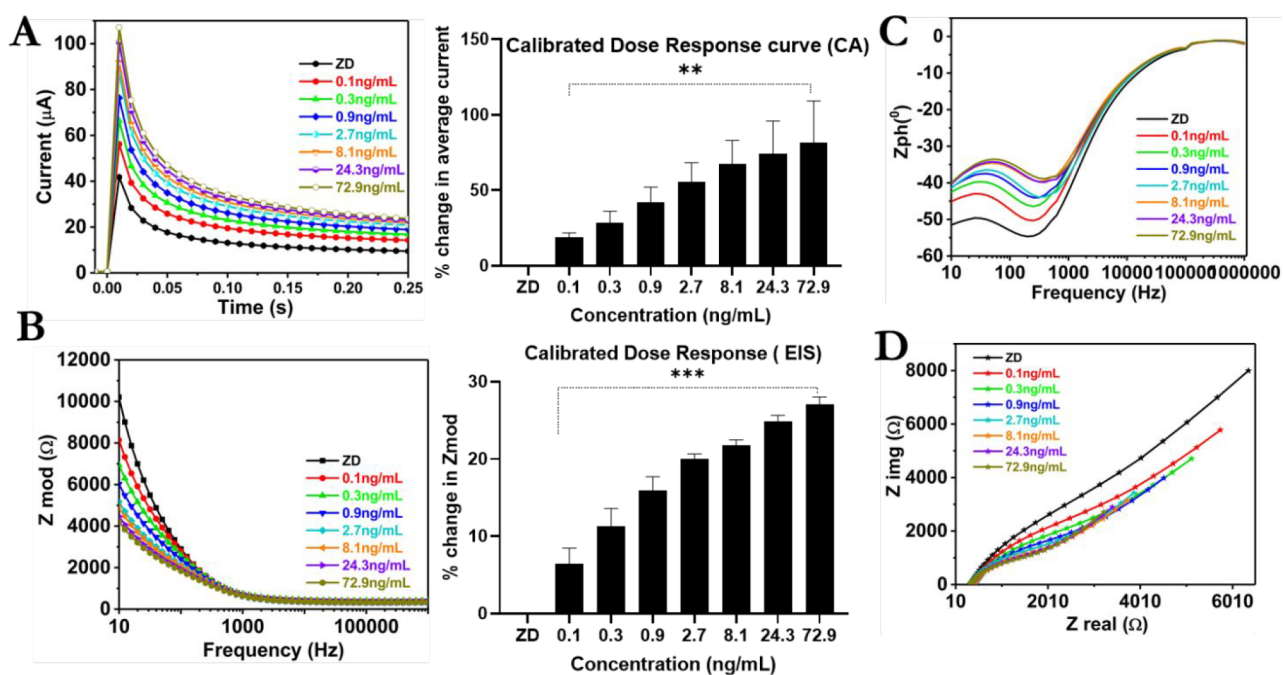 A
Current (µA)
100
80
60
40
20
0
ZD
0.1ng/mL
0.3ng/mL
0.9ng/mL
2.7ng/mL
8.1ng/mL
24.3ng/mL
72.9ng/mL
0.00 0.05 0.10 0.15 0.20 0.25
Time (s)
Calibrated Dose Response curve (CA)
**
% change in average current
150
100
50
0
ZD 0.1 0.3 0.9 2.7 8.1 24.3 72.9
Concentration (ng/mL)
C
Zph(⁰)
0
-10
-20
-30
-40
-50
-60
ZD
0.1ng/mL
0.3ng/mL
0.9ng/mL
2.7ng/mL
8.1ng/mL
24.3ng/mL
72.9ng/mL
10 1000 100000
Frequency (Hz)
B
Z mod (Ω)
12000
10000
8000
6000
4000
2000
0
ZD
0.1ng/mL
0.3ng/mL
0.9ng/mL
2.7ng/mL
8.1ng/mL
24.3ng/mL
72.9ng/mL
10 1000 100000
Frequency (Hz)
Calibrated Dose Response ( EIS)
***
% change in Zmod
30
20
10
0
ZD 0.1 0.3 0.9 2.7 8.1 24.3 72.9
Concentration (ng/mL)
D
Z img (Ω)
8000
6000
4000
2000
0
ZD
0.1ng/mL
0.3ng/mL
0.9ng/mL
2.7ng/mL
8.1ng/mL
24.3ng/mL
72.9ng/mL
10 2010 4010 6010
Z real (Ω)